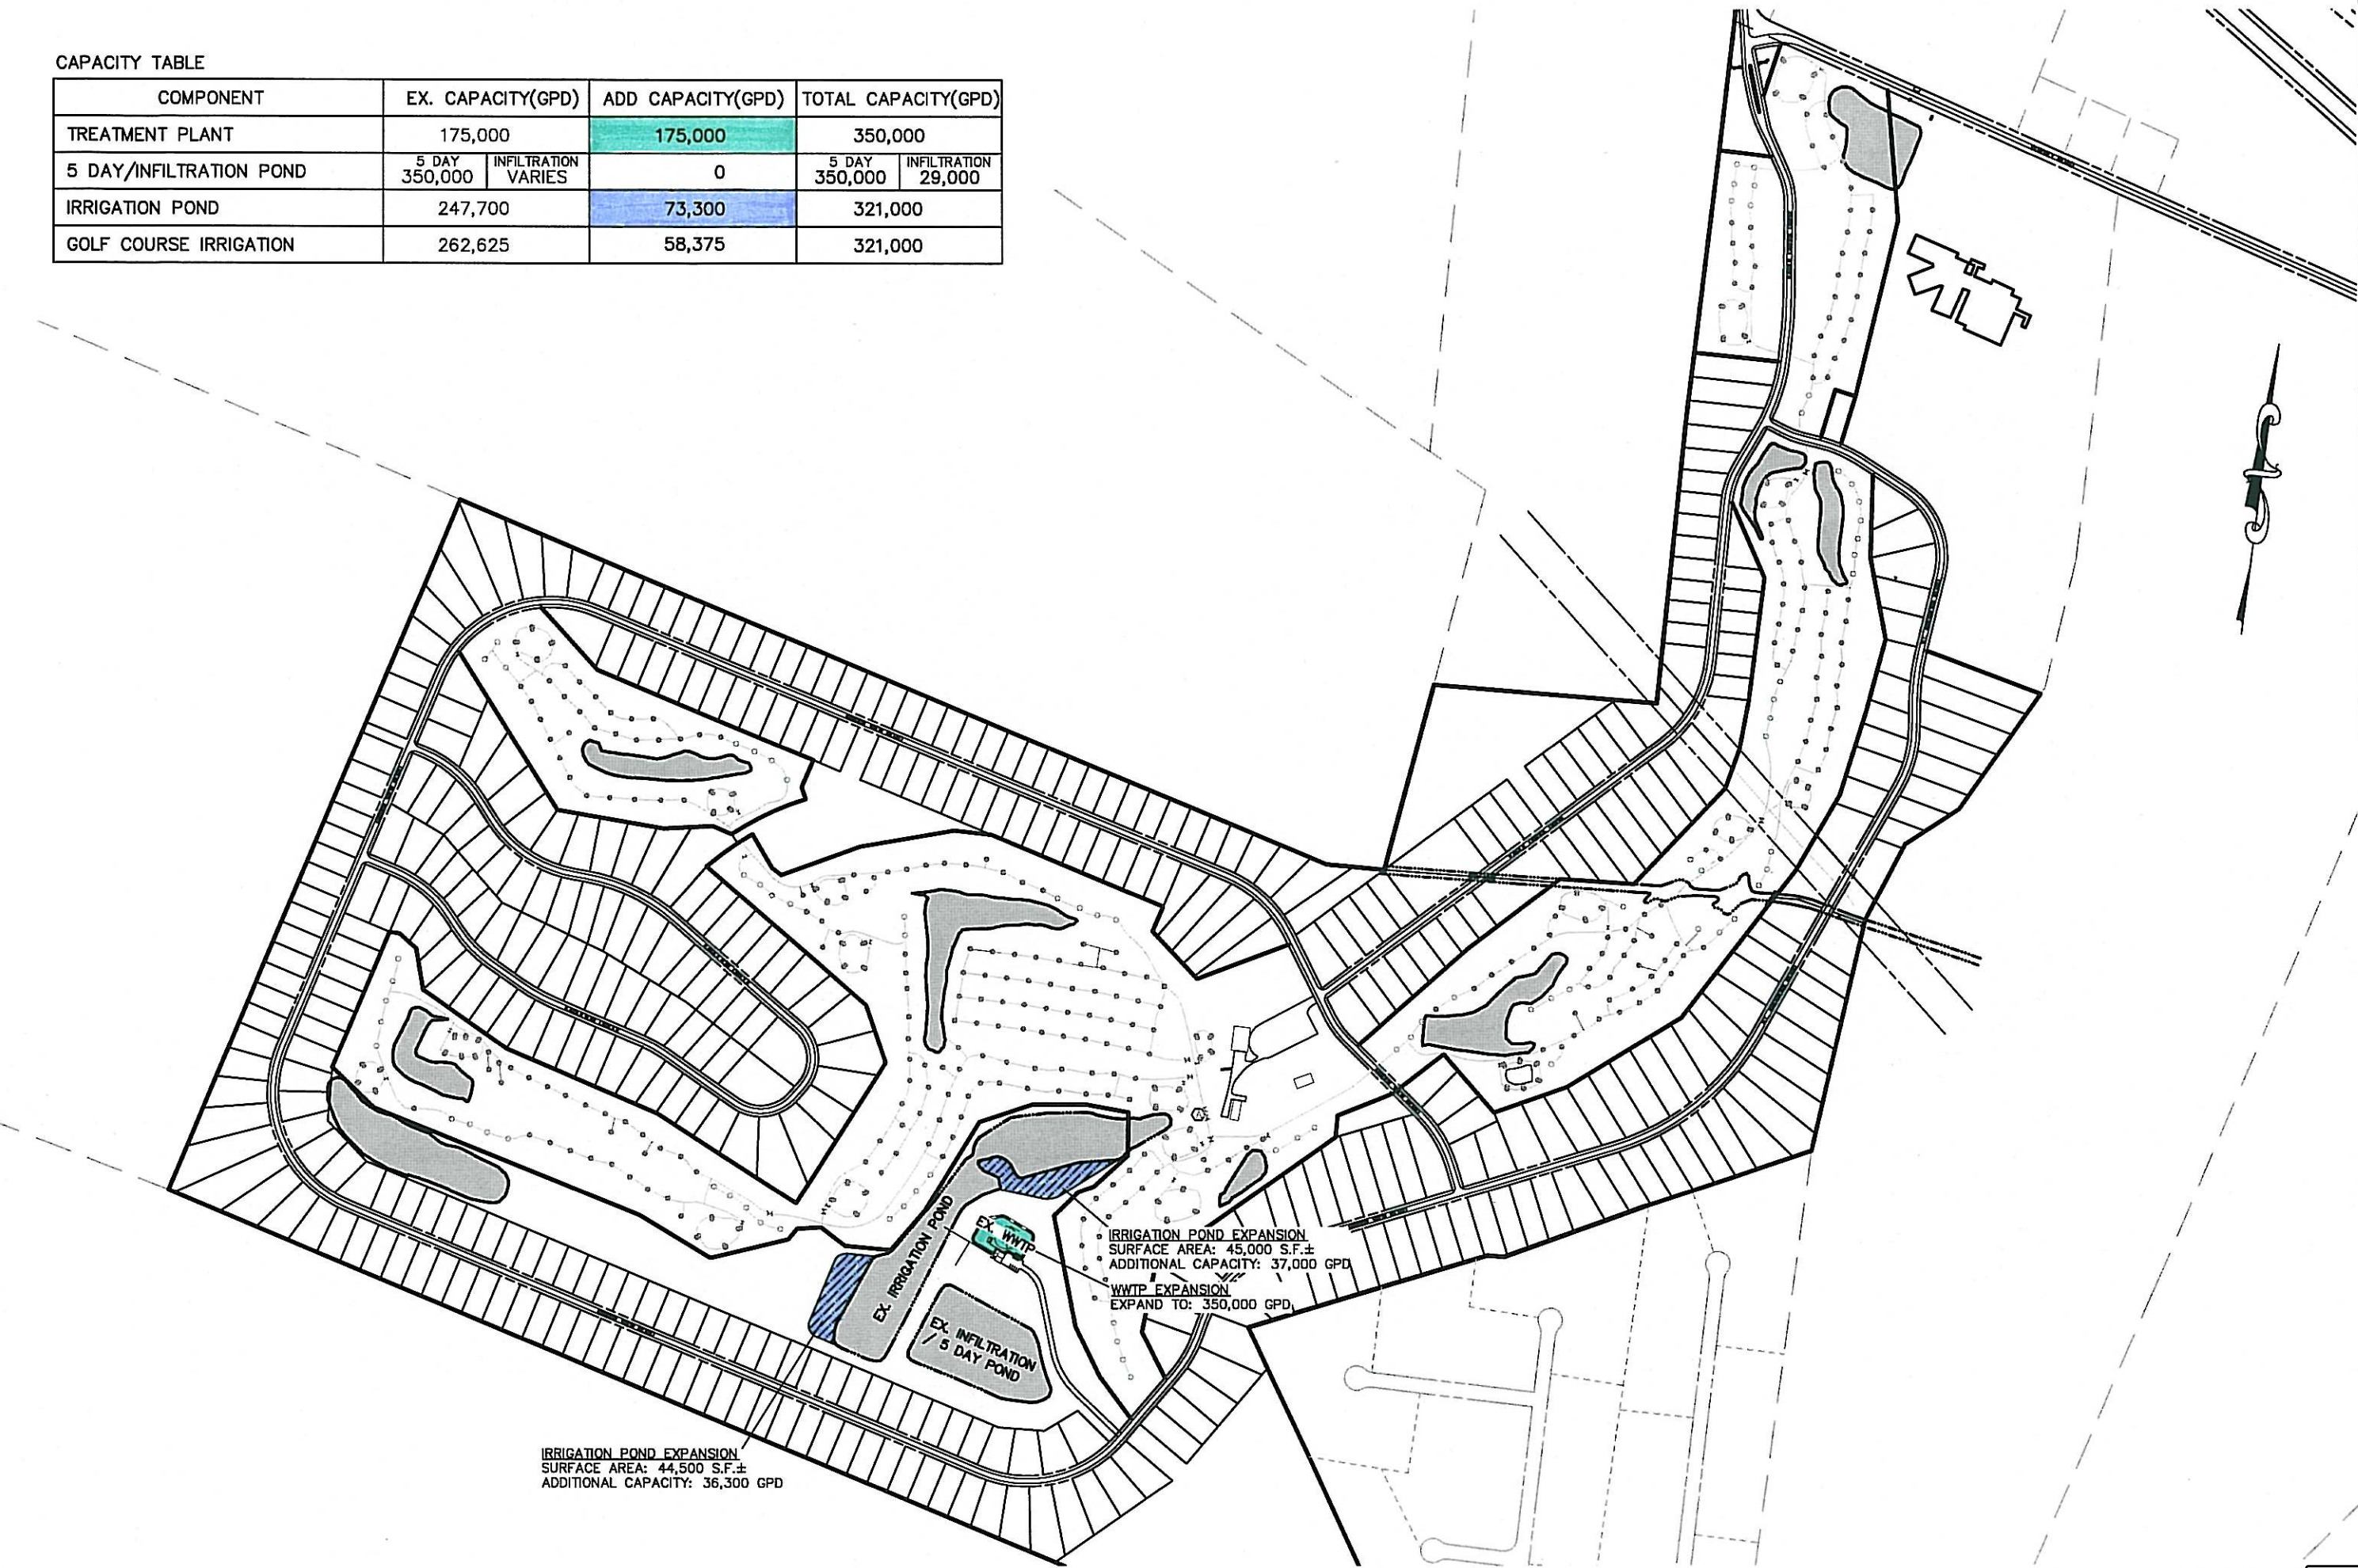 CAPACITY TABLE
COMPONENT EX. CAPACITY(GPD) ADD CAPACITY(GPD) TOTAL CAPACITY(GPD)
TREATMENT PLANT 175,000 175,000 350,000
5 DAY/INFILTRATION POND 5 DAY 350,000 INFILTRATION VARIES 0 5 DAY 350,000 INFILTRATION 29,000
IRRIGATION POND 247,700 73,300 321,000
GOLF COURSE IRRIGATION 262,625 58,375 321,000
EX. IRRIGATION POND
EX. WWTP
IRRIGATION POND EXPANSION
SURFACE AREA: 45,000 S.F.±
ADDITIONAL CAPACITY: 37,000 GPD
WWTP EXPANSION
EXPAND TO: 350,000 GPD
EX. INFILTRATION
/ 5 DAY POND
IRRIGATION POND EXPANSION
SURFACE AREA: 44,500 S.F.±
ADDITIONAL CAPACITY: 36,300 GPD